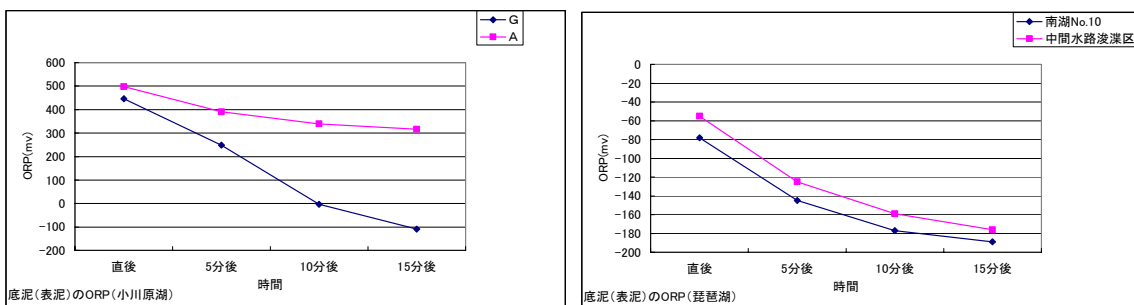 G
A
600
500
400
300
200
100
0
-100
-200
ORP(mv)
直後 5分後 10分後 15分後
時間
底泥(表泥)のORP(小川原湖)
南湖No.10
中間水路浚渫区
0
-20
-40
-60
-80
-100
-120
-140
-160
-180
-200
ORP(mv)
直後 5分後 10分後 15分後
時間
底泥(表泥)のORP(琵琶湖)